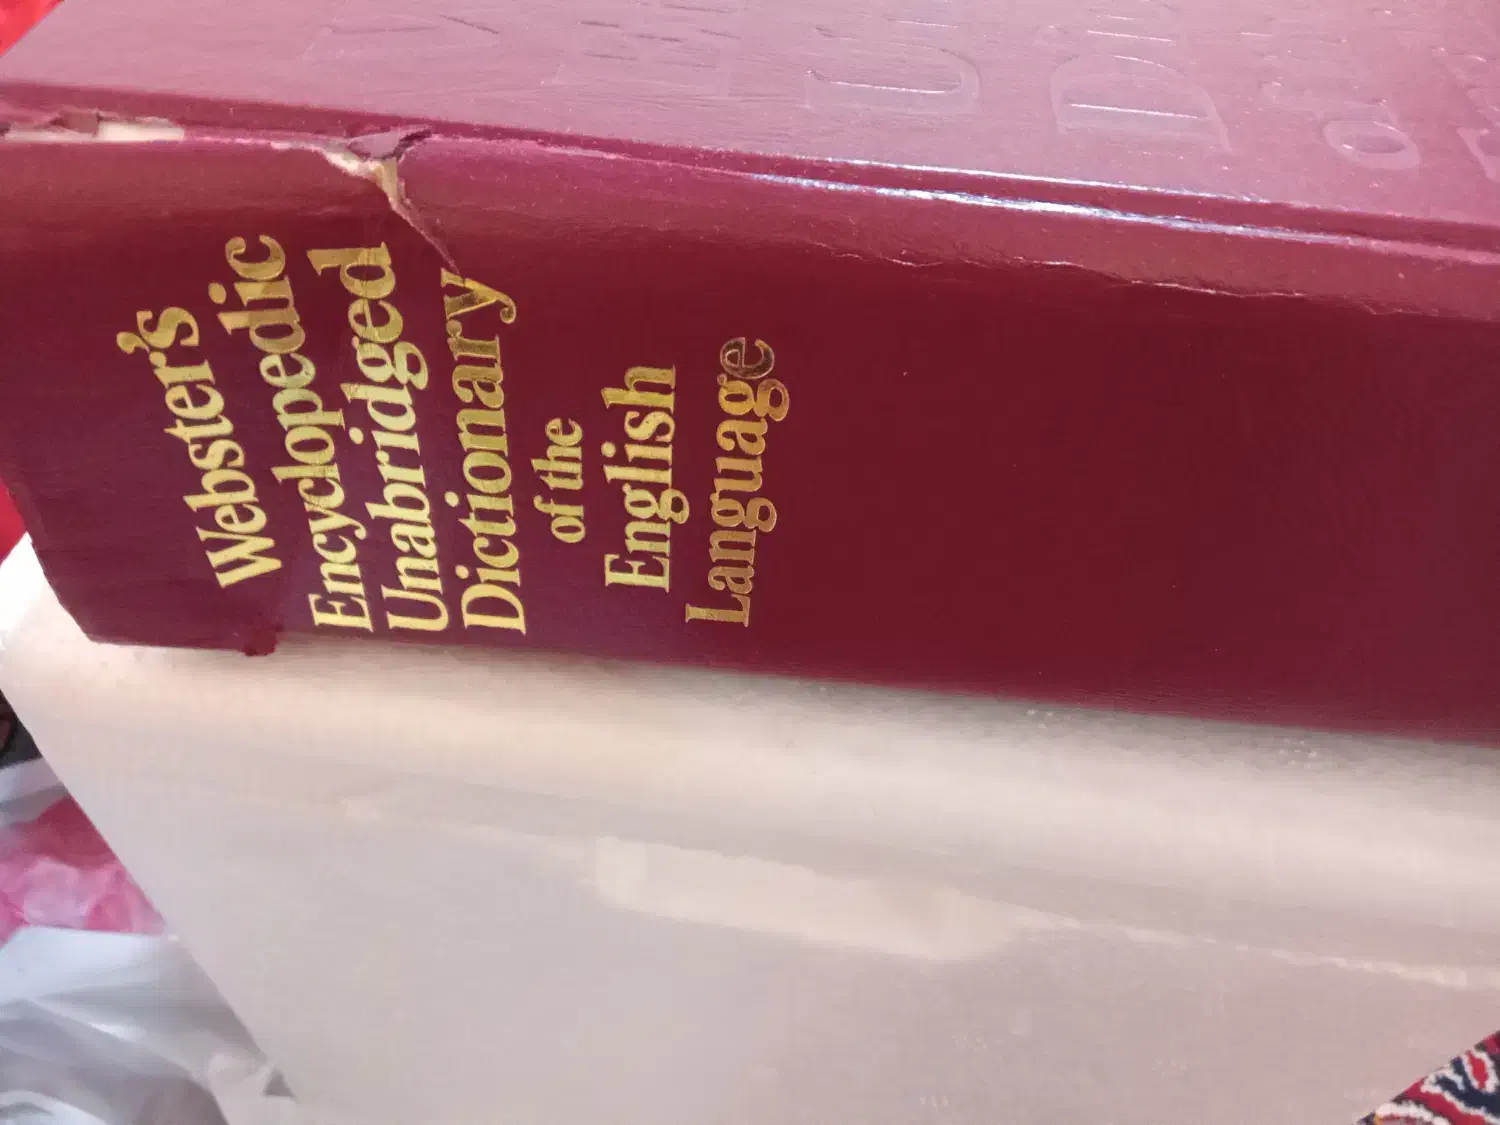 Webster's
Encyclopedic
Unabridged
Dictionary
of the
English
Language